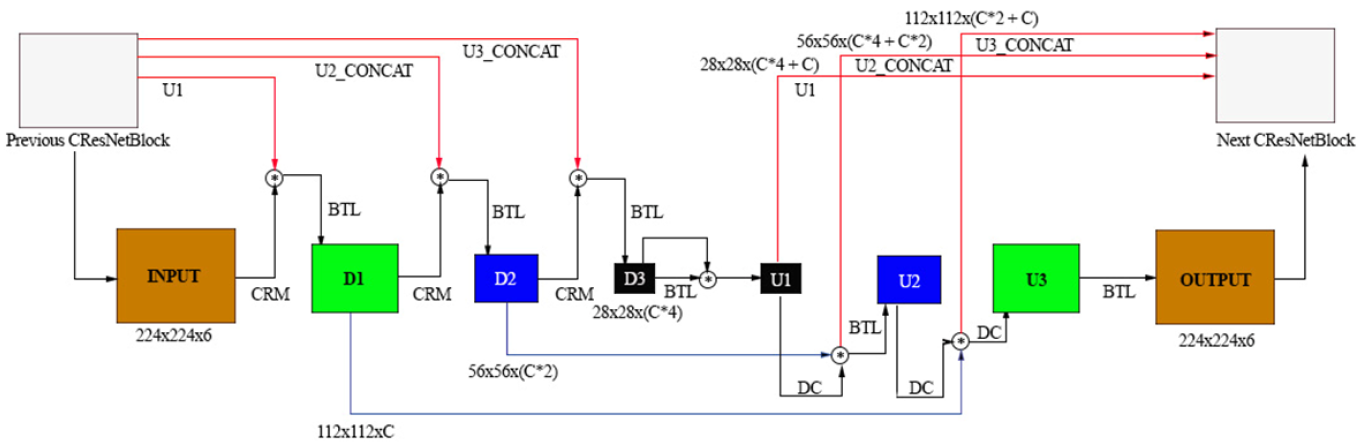 112x112x(C*2 + C)
56x56x(C*4 + C*2)
U3_CONCAT
U3_CONCAT
28x28x(C*4 + C)
U2_CONCAT
U2_CONCAT
U1
U1
Previous CResNetBlock
Next CResNetBlock
*
*
*
BTL
BTL
BTL
INPUT
D1
D2
D3
*
U1
U2
U3
OUTPUT
CRM
CRM
CRM
BTL
BTL
224x224x6
28x28x(C*4)
BTL
DC
224x224x6
*
*
56x56x(C*2)
DC
DC
112x112xC